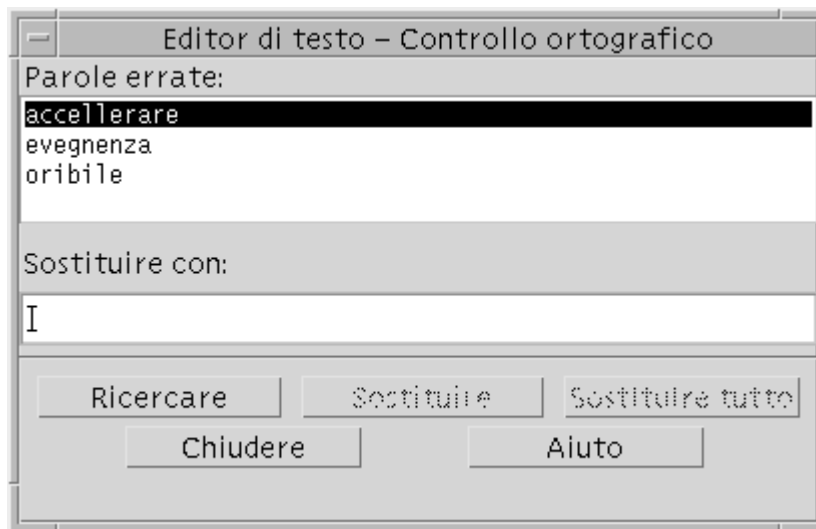 Editor di testo – Controllo ortografico
Parole errate:
accellerare
evegnenza
oribile
Sostituire con:
Ricercare Sostituire Sostituire tutto
Chiudere Aiuto